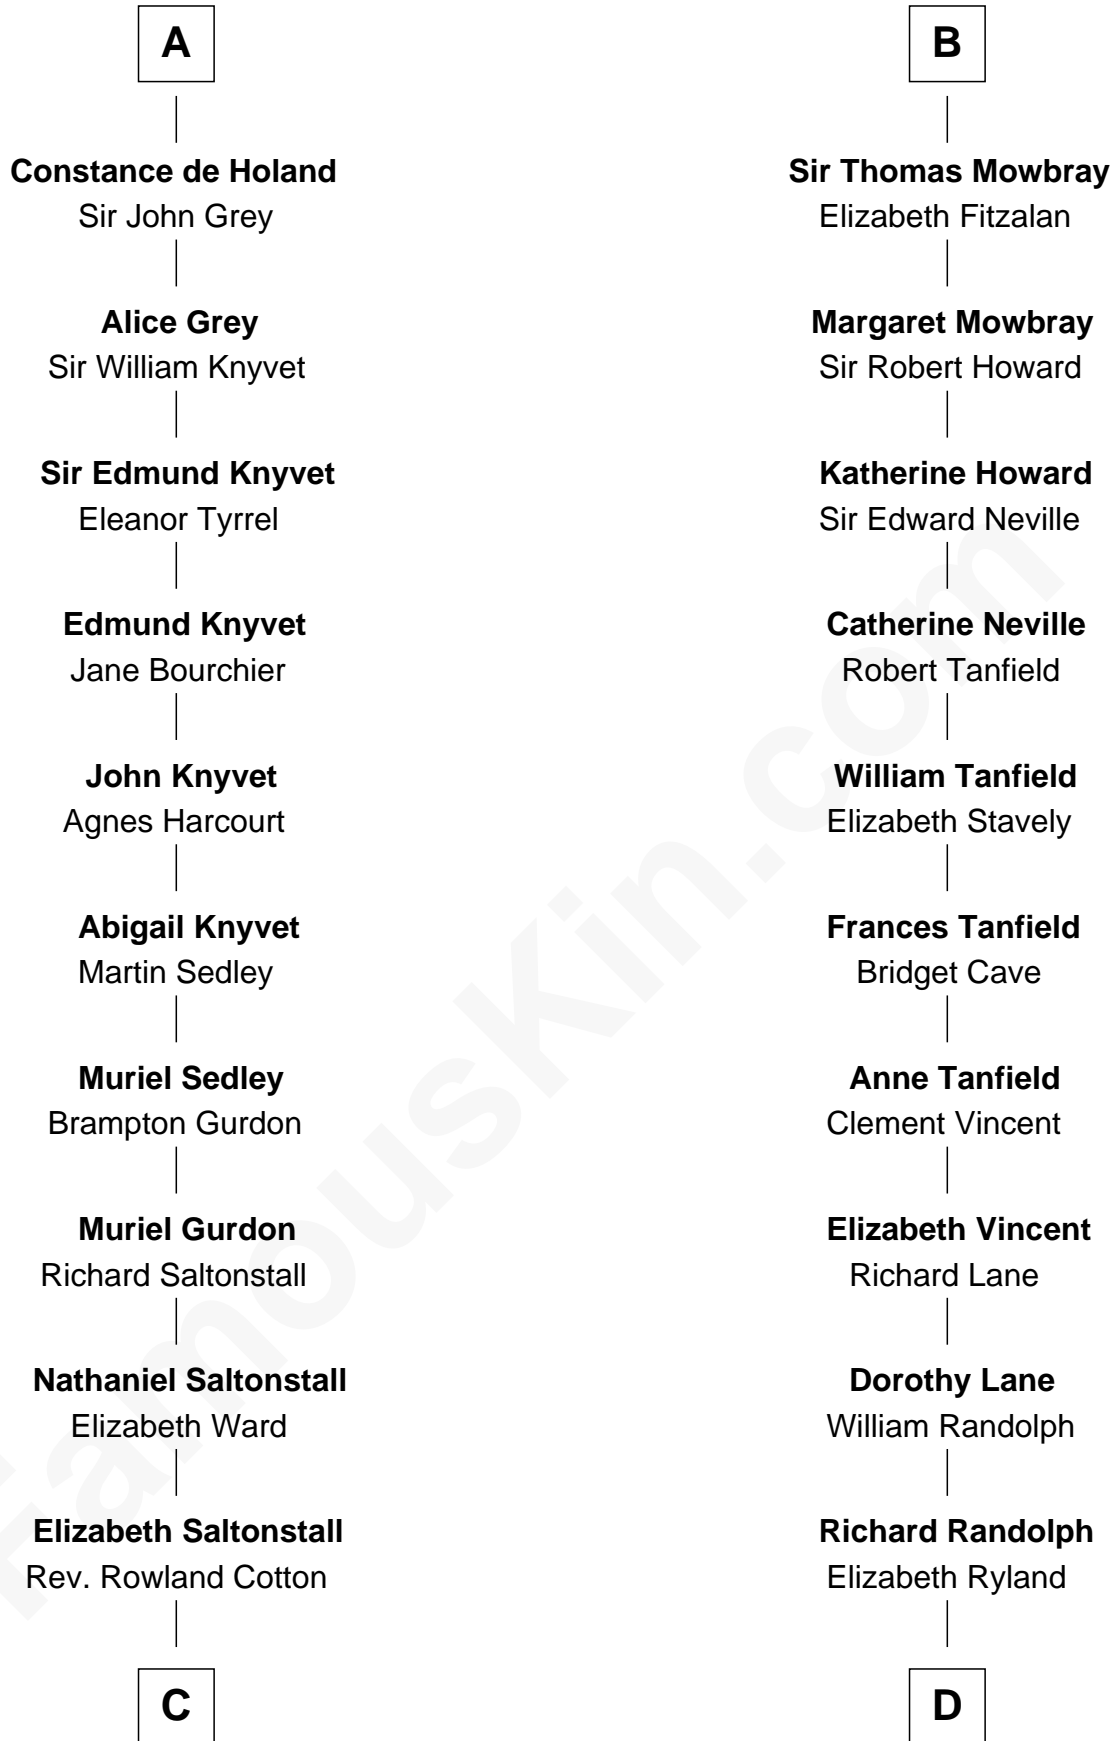 A
Constance de Holand
Sir John Grey
Alice Grey
Sir William Knyvet
Sir Edmund Knyvet
Eleanor Tyrrel
Edmund Knyvet
Jane Bourchier
John Knyvet
Agnes Harcourt
Abigail Knyvet
Martin Sedley
Muriel Sedley
Brampton Gurdon
Muriel Gurdon
Richard Saltonstall
Nathaniel Saltonstall
Elizabeth Ward
Elizabeth Saltonstall
Rev. Rowland Cotton
C
B
Sir Thomas Mowbray
Elizabeth Fitzalan
Margaret Mowbray
Sir Robert Howard
Katherine Howard
Sir Edward Neville
Catherine Neville
Robert Tanfield
William Tanfield
Elizabeth Stavely
Frances Tanfield
Bridget Cave
Anne Tanfield
Clement Vincent
Elizabeth Vincent
Richard Lane
Dorothy Lane
William Randolph
Richard Randolph
Elizabeth Ryland
D
FamousKin.com